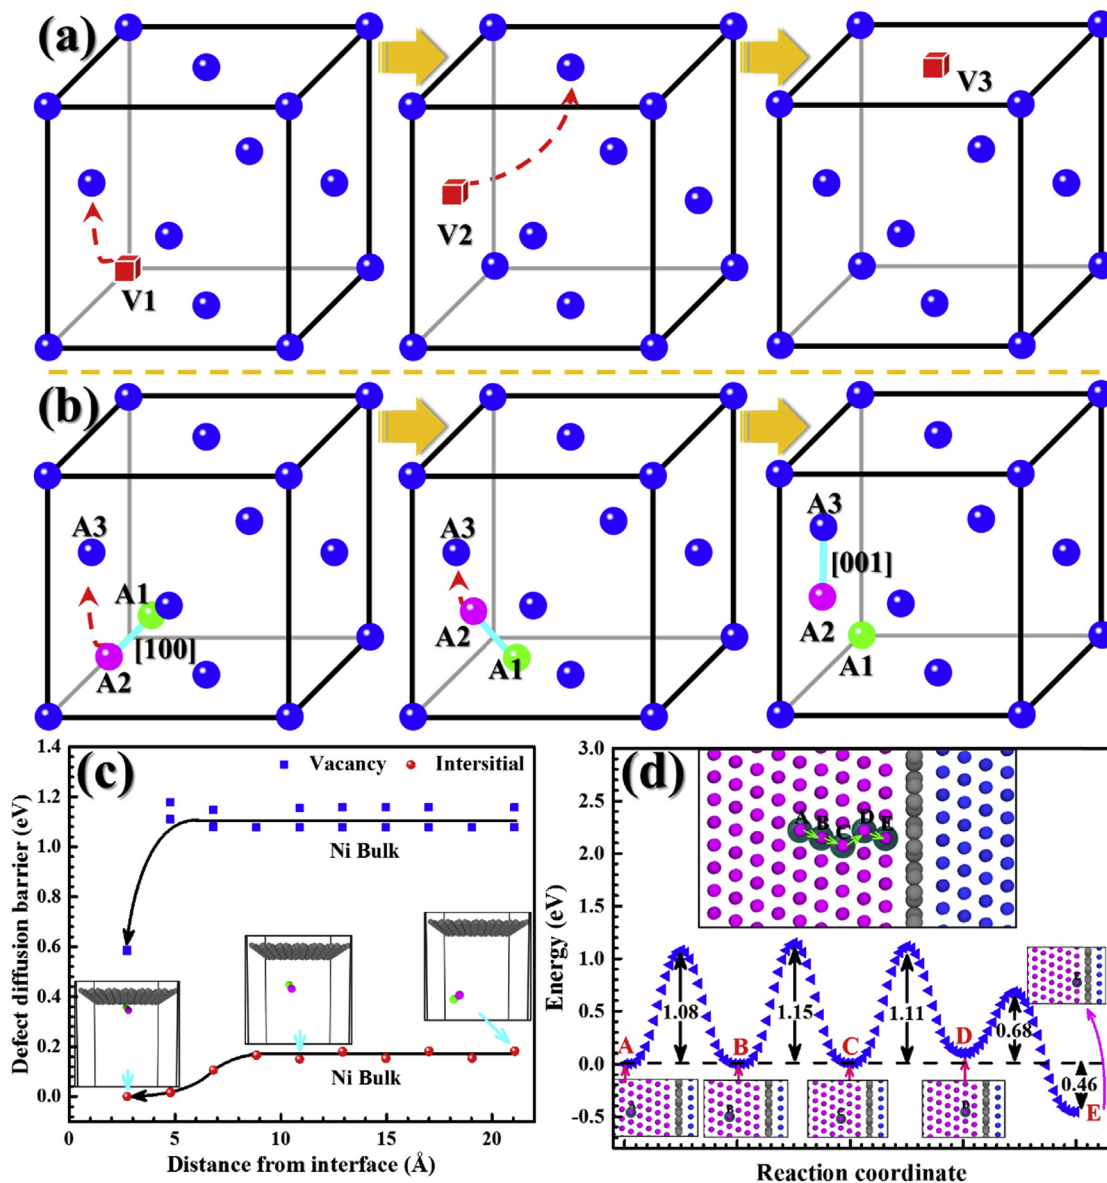 (a)
V1
V2
V3
(b)
A3
A1
[100]
A2
A3
A2
A1
A3
[001]
A2
A1
(c)
Vacancy
Intersitial
Ni Bulk
Ni Bulk
Defect diffusion barrier (eV)
1.4
1.2
1.0
0.8
0.6
0.4
0.2
0.0
0 5 10 15 20
Distance from interface (Å)
(d)
A B C D E
Energy (eV)
3.0
2.5
2.0
1.5
1.0
0.5
0.0
-0.5
1.08
1.15
1.11
0.68
0.46
A
B
C
D
E
Reaction coordinate